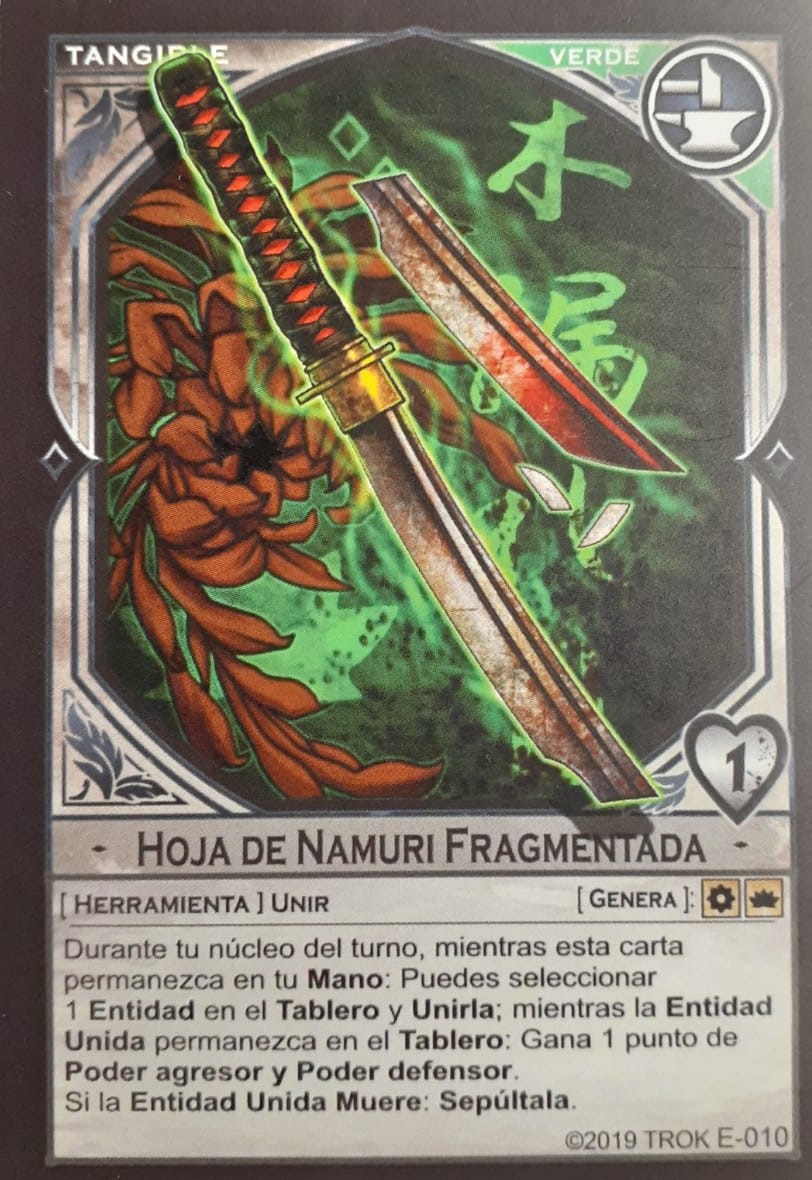 TANGIBLE VERDE
木
漏
1
HOJA DE NAMURI FRAGMENTADA
[ HERRAMIENTA ] UNIR [ GENERA ]:
Durante tu núcleo del turno, mientras esta carta
permanezca en tu Mano: Puedes seleccionar
1 Entidad en el Tablero y Unirla; mientras la Entidad
Unida permanezca en el Tablero: Gana 1 punto de
Poder agresor y Poder defensor.
Si la Entidad Unida Muere: Sepúltala.
©2019 TROK E-010